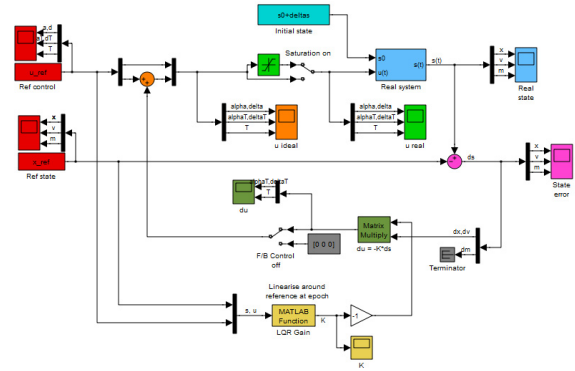 s0+deltas
Initial state
a,d
a_dT
T
u_ref
Ref control
Saturation on
s0
u(t)
s(t)
Real system
s(t)
x
v
m
Real
state
alpha,delta
alphaT,deltaT
T
u ideal
alpha,delta
alphaT,deltaT
T
u real
x
v
m
x_ref
Ref state
ds
x
v
m
State
error
alphaT,deltaT
T
du
F/B Control
off
[0 0 0]
Matrix
Multiply
du = -K*ds
dx,dv
dm
Terminator
Linearise around
reference at epoch
s, u
MATLAB
Function
LQR Gain
K
-1
K